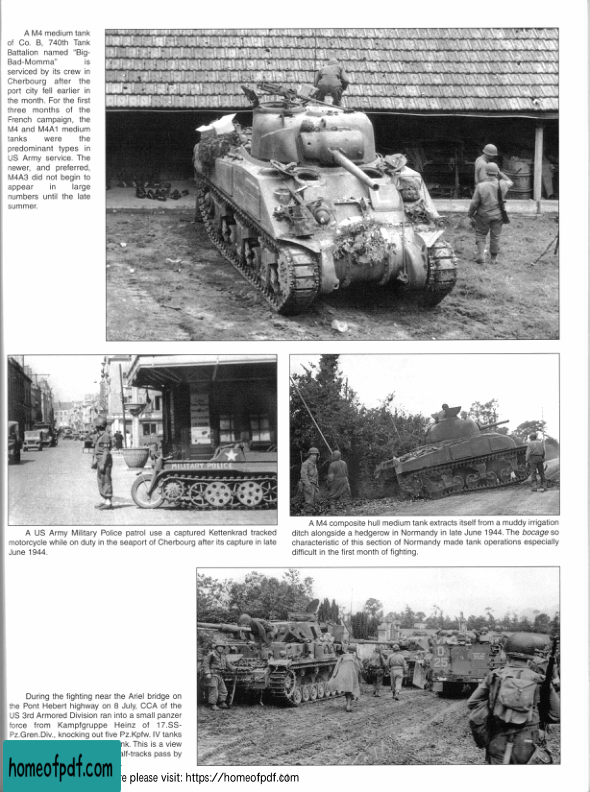 A M4 medium tank
of Co. B, 740th Tank
Battalion named "Big-
Bad-Momma" is
serviced by its crew in
Cherbourg after the
port city fell earlier in
the month. For the first
three months of the
French campaign, the
M4 and M4A1 medium
tanks were the
predominant types in
US Army service. The
newer, and preferred,
M4A3 did not begin to
appear in large
numbers until the late
summer.
MILITARY POLICE
A US Army Military Police patrol use a captured Kettenkrad tracked
motorcycle while on duty in the seaport of Cherbourg after its capture in late
June 1944.
A M4 composite hull medium tank extracts itself from a muddy irrigation
ditch alongside a hedgerow in Normandy in late June 1944. The bocage so
characteristic of this section of Normandy made tank operations especially
difficult in the first month of fighting.
D
25
During the fighting near the Ariel bridge on
the Pont Hebert highway on 8 July, CCA of the
US 3rd Armored Division ran into a small panzer
force from Kampfgruppe Heinz of 17.SS-
Pz.Gren.Div., knocking out five Pz.Kpfw. IV tanks
nk. This is a view
alf-tracks pass by
homeofpdf.com
re please visit: https://homeofpdf.com